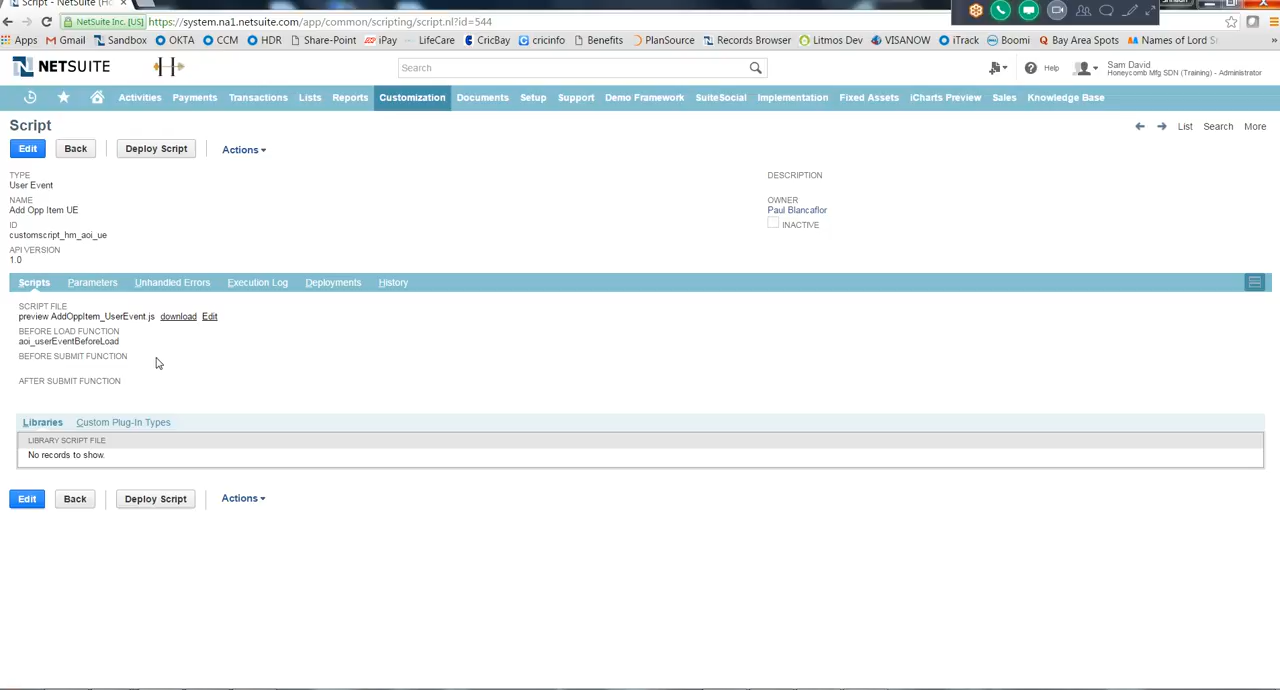 Script - NetSuite (Ho
NetSuite Inc. [US] https://system.na1.netsuite.com/app/common/scripting/script.nl?id=544
Apps Gmail Sandbox OKTA CCM HDR Share-Point iPay LifeCare CricBay cricinfo Benefits PlanSource Records Browser Litmos Dev VISANOW iTrack Boomi Bay Area Spots Names of Lord »
NETSUITE H Search Help Sam David
Honeycomb Mfg SDN (Training) - Administrator
Activities Payments Transactions Lists Reports Customization Documents Setup Support Demo Framework SuiteSocial Implementation Fixed Assets iCharts Preview Sales Knowledge Base
Script List Search More
Edit Back Deploy Script Actions
TYPE
User Event
NAME
Add Opp Item UE
ID
customscript_hm_aoi_ue
API VERSION
1.0
DESCRIPTION
OWNER
Paul Blancaflor
INACTIVE
Scripts Parameters Unhandled Errors Execution Log Deployments History
SCRIPT FILE
preview AddOppItem_UserEvent.js download Edit
BEFORE LOAD FUNCTION
aoi_userEventBeforeLoad
BEFORE SUBMIT FUNCTION
AFTER SUBMIT FUNCTION
Libraries Custom Plug-In Types
LIBRARY SCRIPT FILE
No records to show.
Edit Back Deploy Script Actions